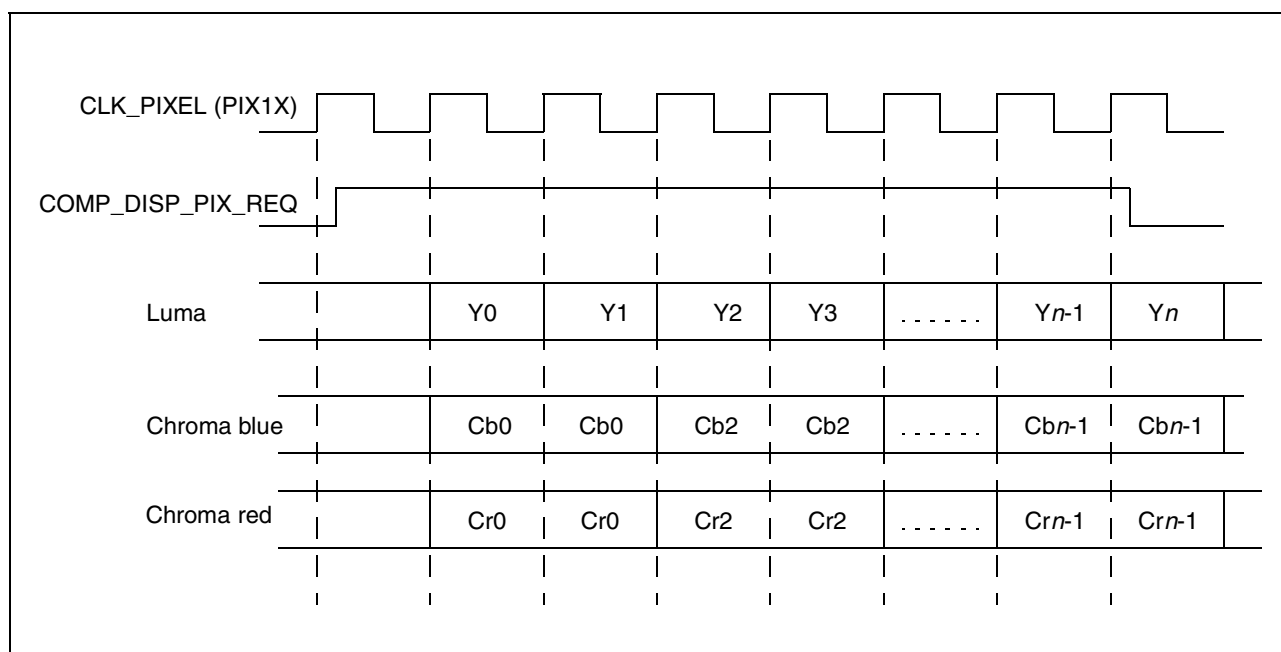 CLK_PIXEL (PIX1X)
COMP_DISP_PIX_REQ
Luma Y0 Y1 Y2 Y3 . . . . . . Yn-1 Yn
Chroma blue Cb0 Cb0 Cb2 Cb2 . . . . . . Cbn-1 Cbn-1
Chroma red Cr0 Cr0 Cr2 Cr2 . . . . . . Crn-1 Crn-1